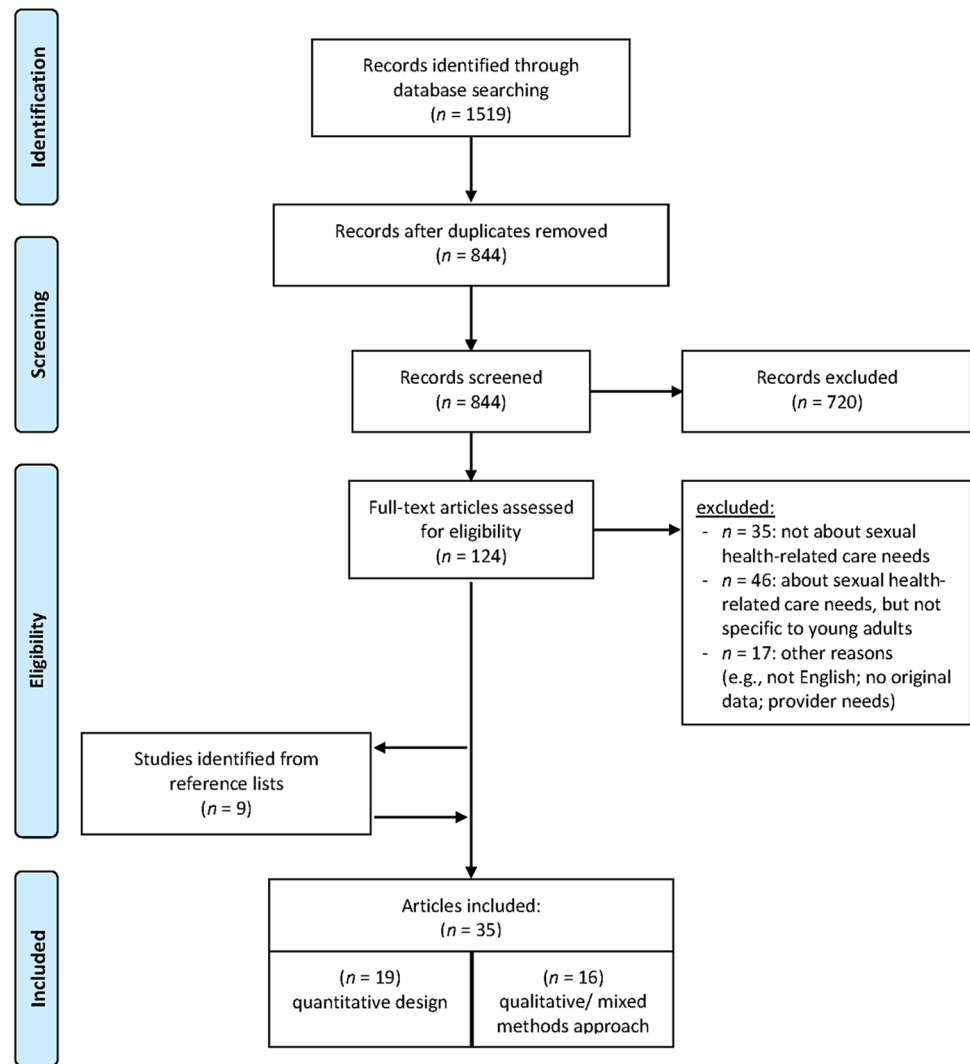 Identification
Records identified through
database searching
(n = 1519)
Records after duplicates removed
(n = 844)
Screening
Records screened
(n = 844)
Records excluded
(n = 720)
Eligibility
Full-text articles assessed
for eligibility
(n = 124)
excluded:
- n = 35: not about sexual
health-related care needs
- n = 46: about sexual health-
related care needs, but not
specific to young adults
- n = 17: other reasons
(e.g., not English; no original
data; provider needs)
Studies identified from
reference lists
(n = 9)
Included
Articles included:
(n = 35)
(n = 19)
quantitative design
(n = 16)
qualitative/ mixed
methods approach